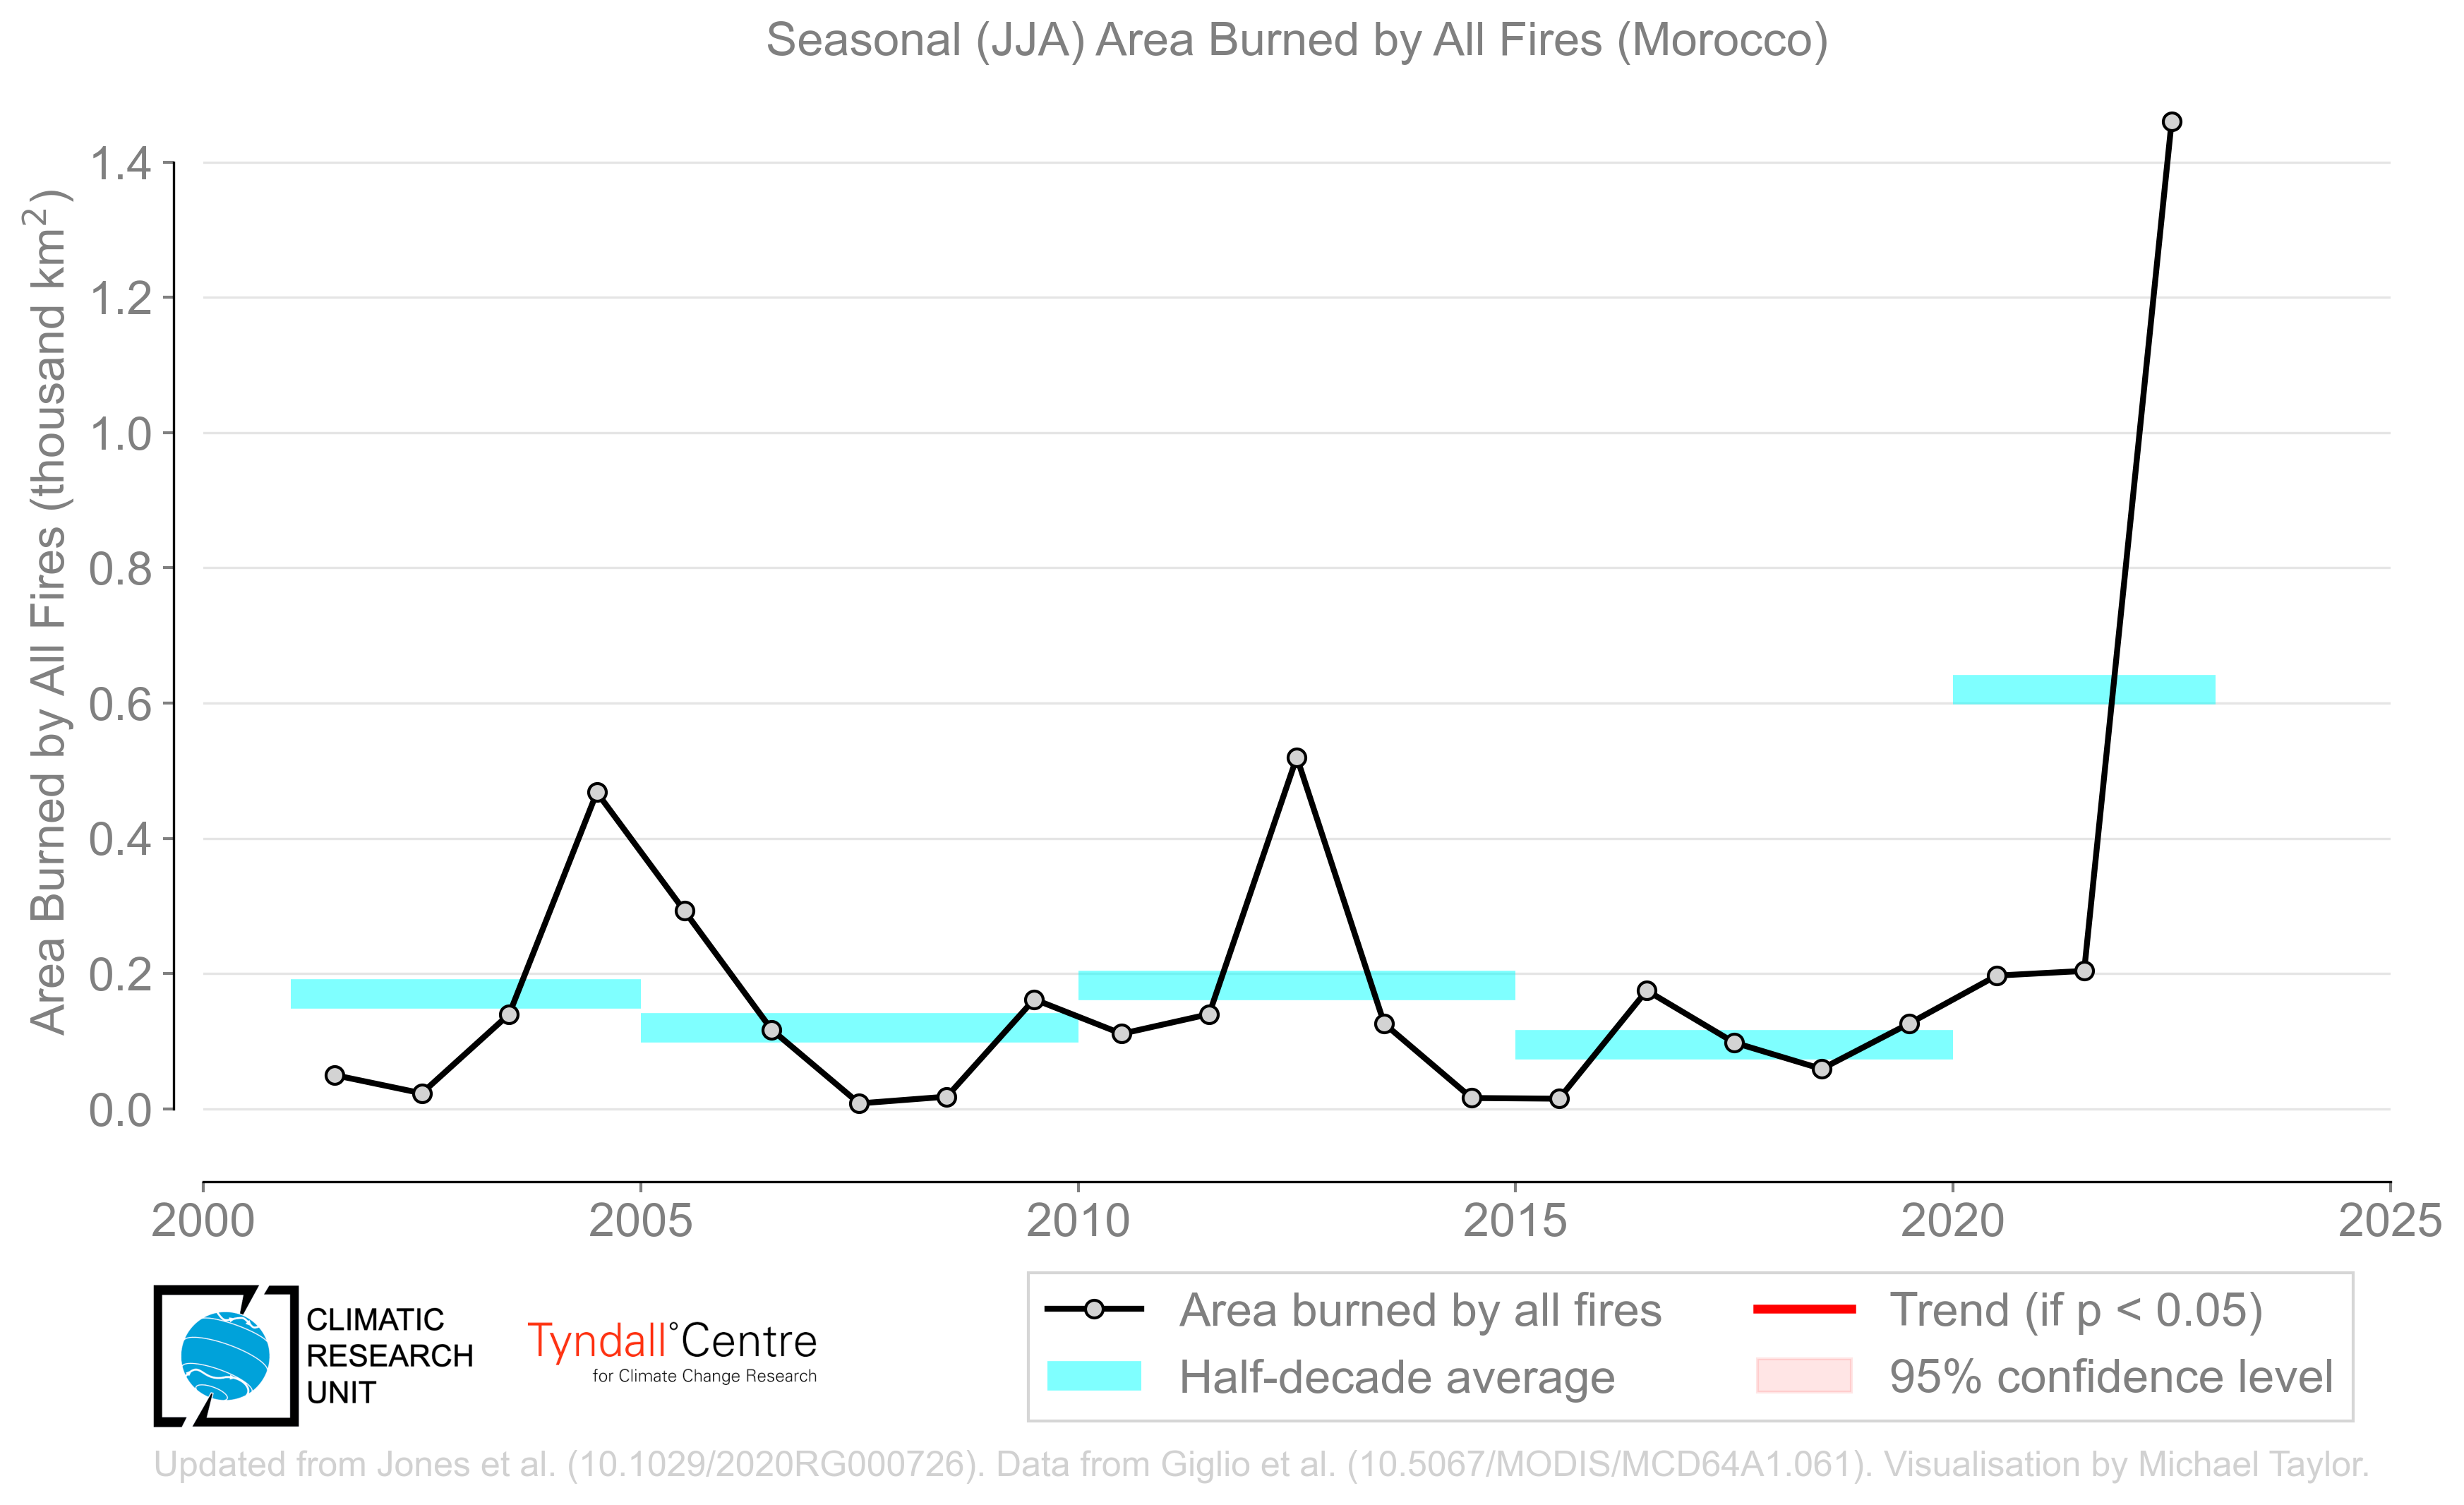 Seasonal (JJA) Area Burned by All Fires (Morocco)
Area Burned by All Fires (thousand km²)
1.4
1.2
1.0
0.8
0.6
0.4
0.2
0.0
2000 2005 2010 2015 2020 2025
CLIMATIC
RESEARCH
UNIT
Tyndall°Centre
for Climate Change Research
Area burned by all fires
Half-decade average
Trend (if p < 0.05)
95% confidence level
Updated from Jones et al. (10.1029/2020RG000726). Data from Giglio et al. (10.5067/MODIS/MCD64A1.061). Visualisation by Michael Taylor.